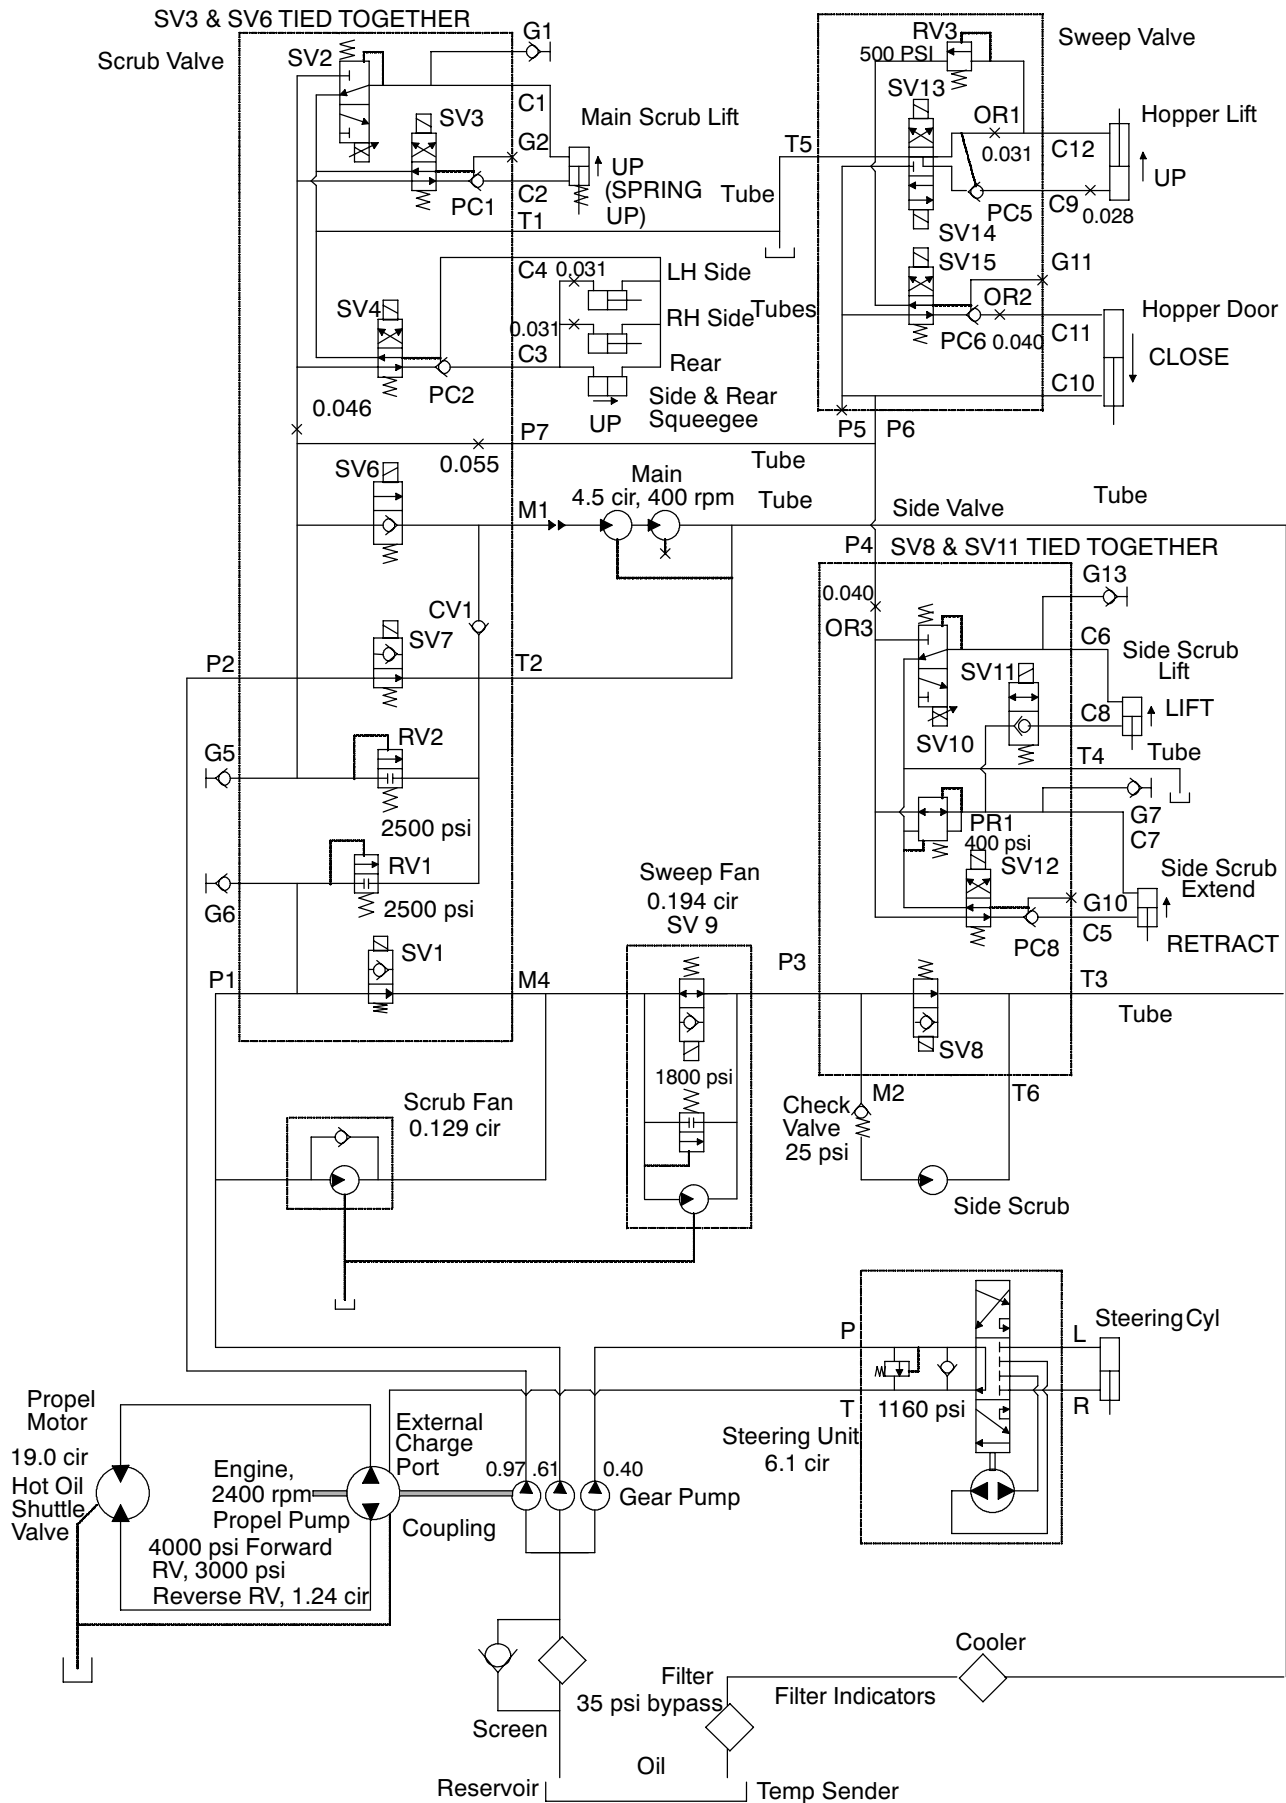 SV3 & SV6 TIED TOGETHER
Scrub Valve
SV2
G1
SV3
C1
G2
Main Scrub Lift
UP
(SPRING
UP)
PC1
C2
T1
Tube
T5
RV3
500 PSI
Sweep Valve
SV13
OR1
0.031
Hopper Lift
C12
UP
PC5
C9
0.028
SV14
SV15
G11
OR2
Hopper Door
PC6
0.040
C11
CLOSE
C10
P5
P6
C4
0.031
LH Side
SV4
0.031
RH Side
Tubes
C3
Rear
PC2
Side & Rear
Squeegee
UP
0.046
P7
0.055
Tube
SV6
Main
4.5 cir, 400 rpm
Tube
M1
Side Valve
Tube
P4
SV8 & SV11 TIED TOGETHER
G13
0.040
OR3
C6
Side Scrub
Lift
SV11
LIFT
C8
SV10
Tube
T4
CV1
SV7
P2
T2
RV2
G5
2500 psi
RV1
G6
2500 psi
PR1
400 psi
G7
C7
SV12
Side Scrub
Extend
G10
C5
PC8
RETRACT
Sweep Fan
0.194 cir
SV 9
SV1
P1
M4
P3
T3
Tube
SV8
1800 psi
M2
T6
Check
Valve
25 psi
Side Scrub
Scrub Fan
0.129 cir
P
L
Steering Cyl
T
1160 psi
R
Steering Unit
6.1 cir
Propel
Motor
19.0 cir
Hot Oil
Shuttle
Valve
External
Charge
Port
Engine,
2400 rpm
Propel Pump
0.97
.61
0.40
Gear Pump
Coupling
4000 psi Forward
RV, 3000 psi
Reverse RV, 1.24 cir
Cooler
Filter
35 psi bypass
Filter Indicators
Screen
Oil
Reservoir
Temp Sender